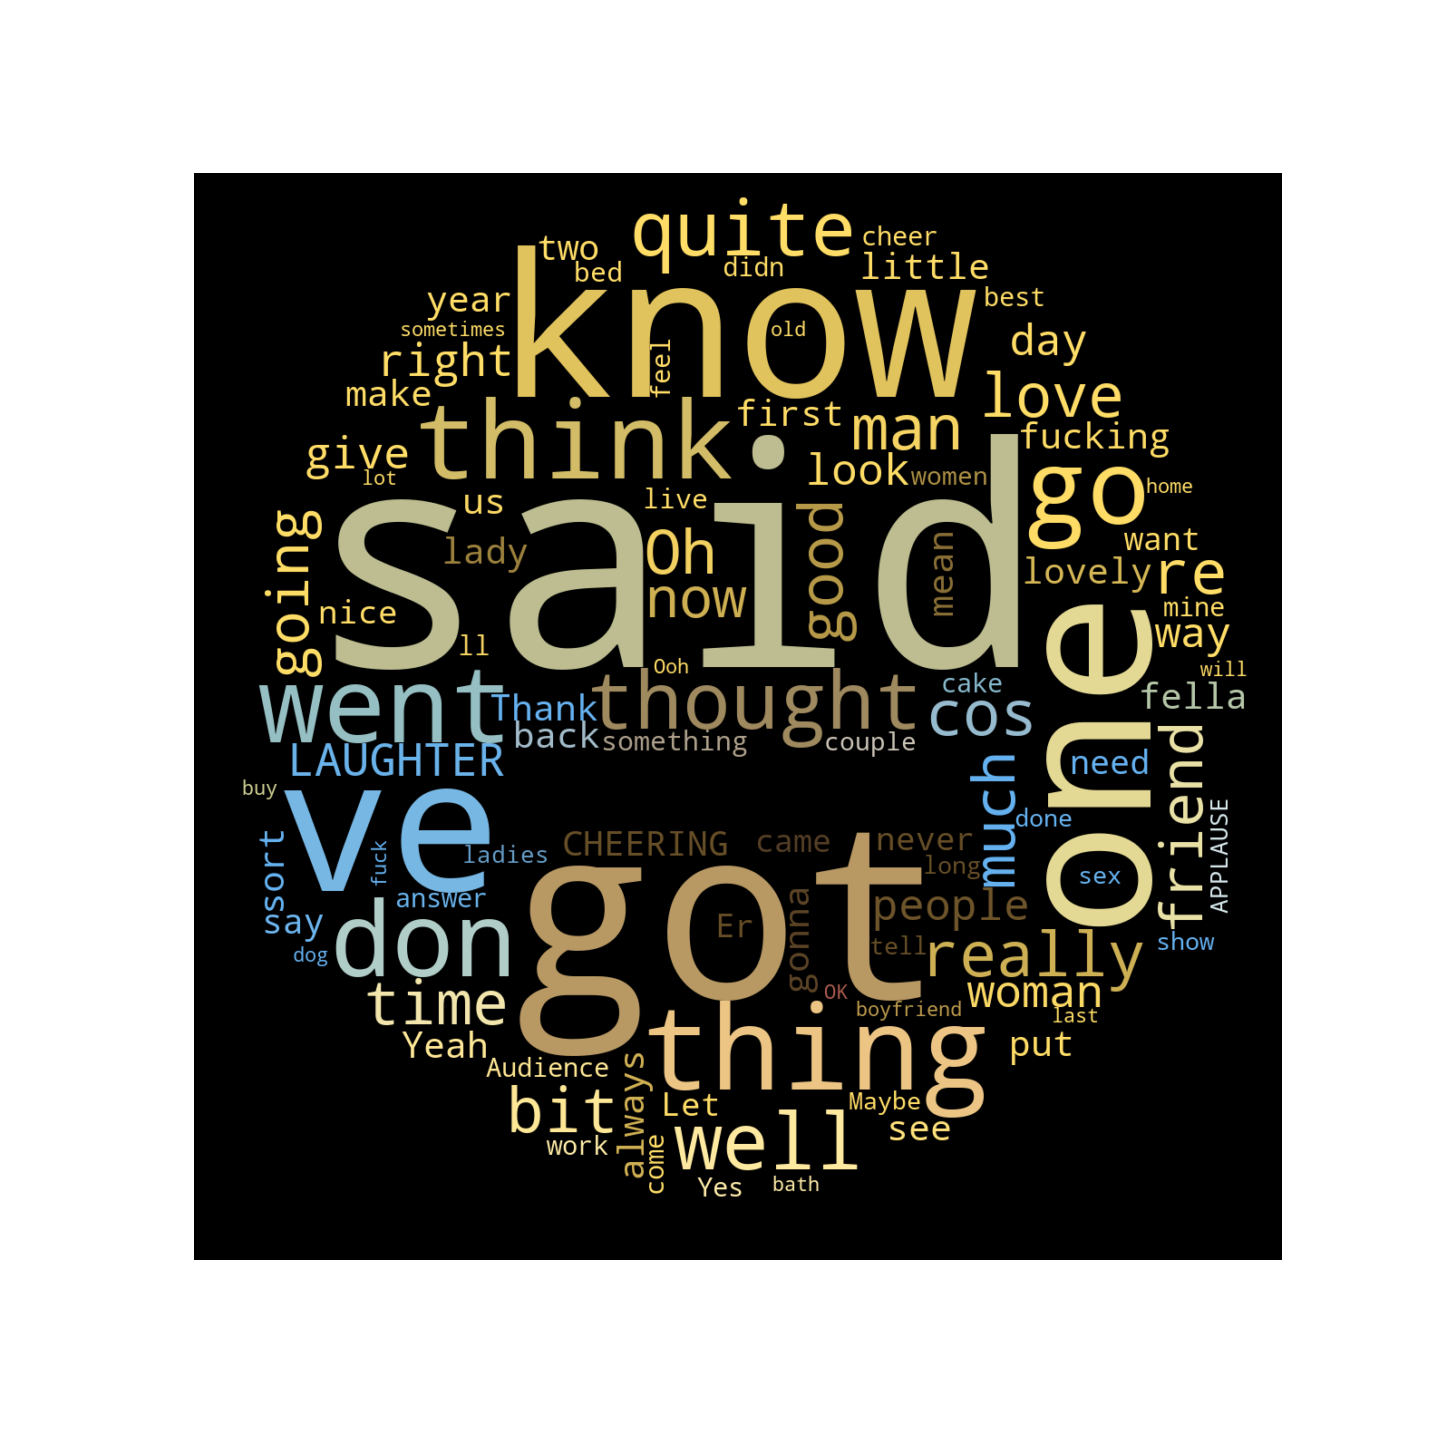 quite
cheer
two
bed
didn
little
know
year
best
sometimes
old
day
right
feel
make
love
first
think
man
fucking
give
look
lot
women
said
us
live
go
home
going
good
Oh
want
lady
mean
lovely
re
now
nice
mine
way
ll
Ooh
will
went
thought
cake
fella
Thank
back
something
couple
cos
one
LAUGHTER
need
friend
buy
ve
much
APPLAUSE
sort
fuck
done
CHEERING
came
never
ladies
long
got
sex
answer
people
say
don
Er
gonna
tell
really
show
dog
time
OK
boyfriend
woman
last
thing
Yeah
put
Audience
always
bit
Let
Maybe
see
work
come
well
Yes
bath